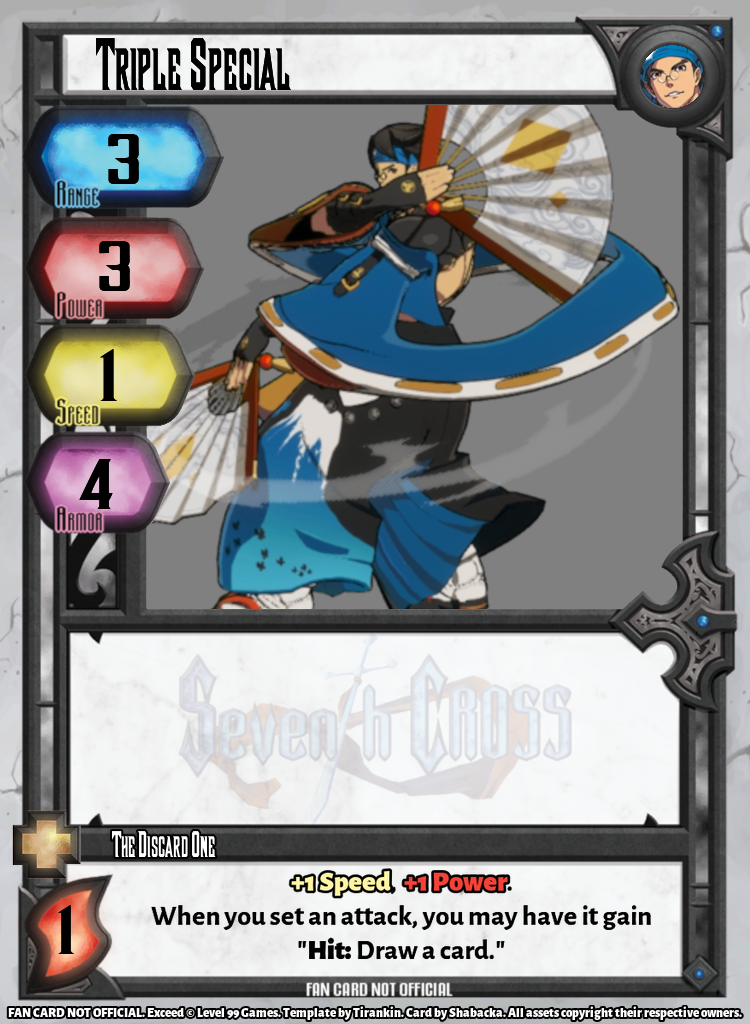 Triple Special
3
Range
3
Power
1
Speed
4
Armor
Seventh Cross
The Discard One
+1 Speed, +1 Power.
When you set an attack, you may have it gain
"Hit: Draw a card."
1
FAN CARD NOT OFFICIAL
FAN CARD NOT OFFICIAL. Exceed © Level 99 Games. Template by Tirankin. Card by Shabacka. All assets copyright their respective owners.